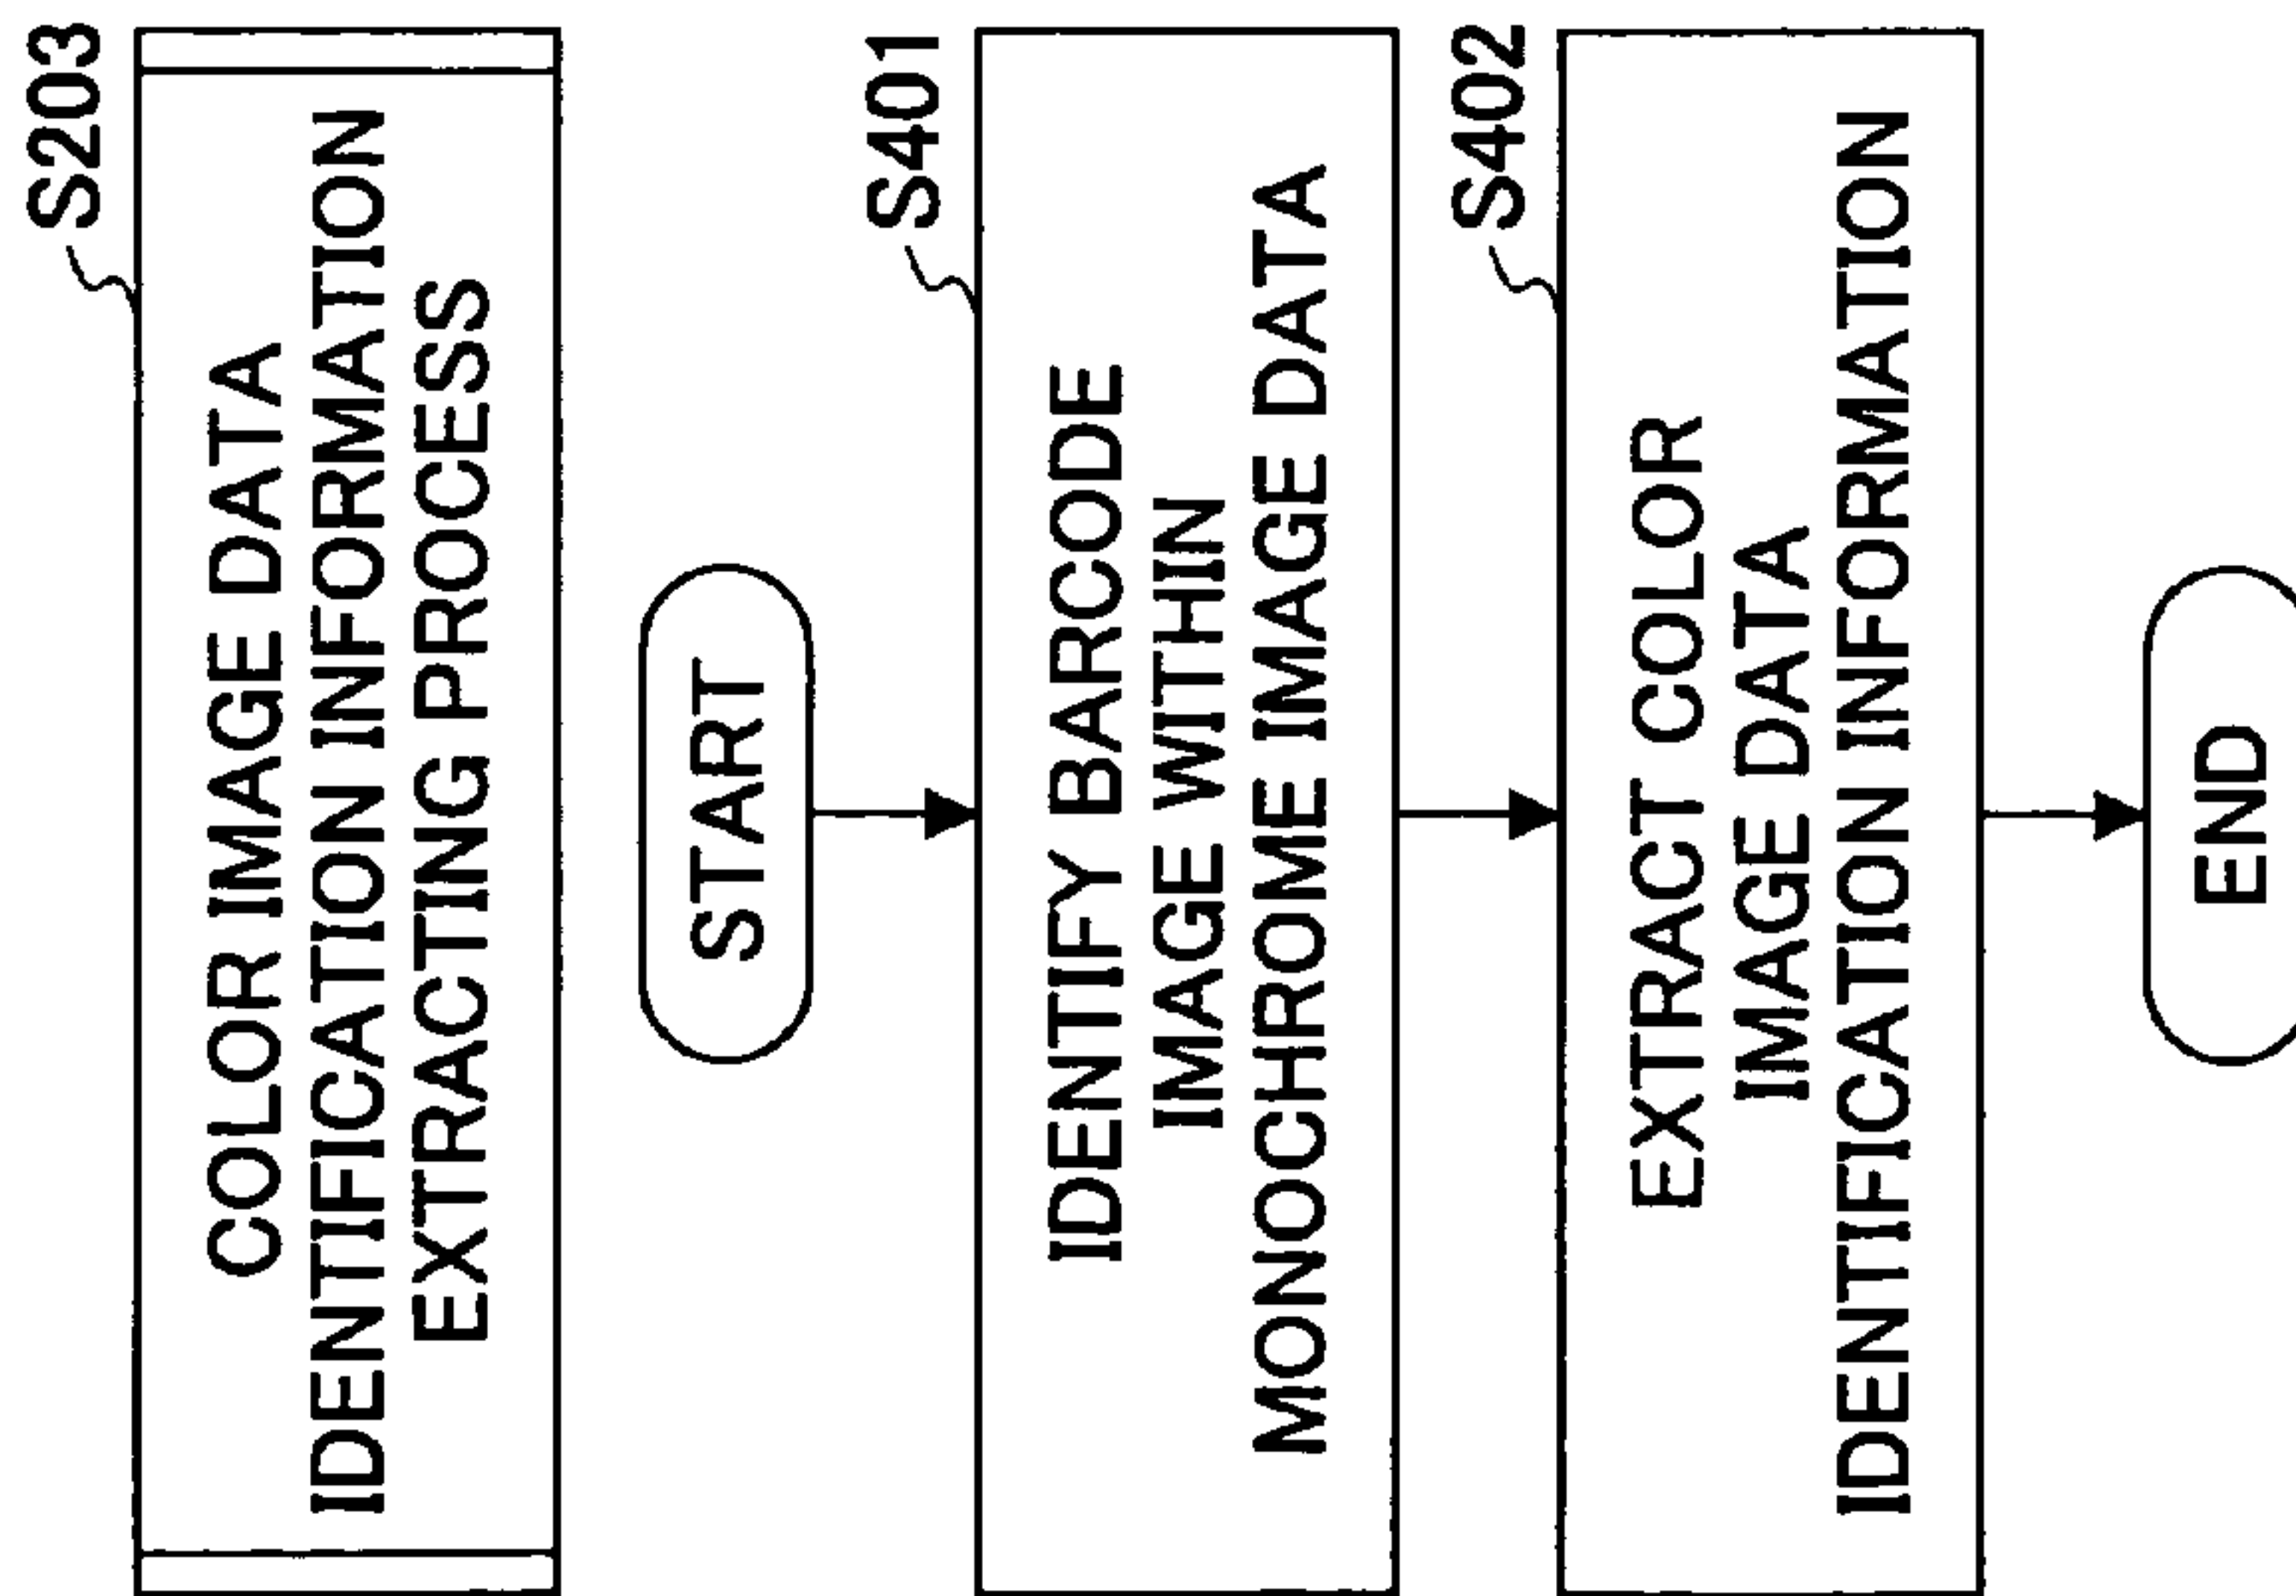 S203
COLOR IMAGE DATA
IDENTIFICATION INFORMATION
EXTRACTING PROCESS
START
S401
IDENTIFY BARCODE
IMAGE WITHIN
MONOCHROME IMAGE DATA
S402
EXTRACT COLOR
IMAGE DATA
IDENTIFICATION INFORMATION
END